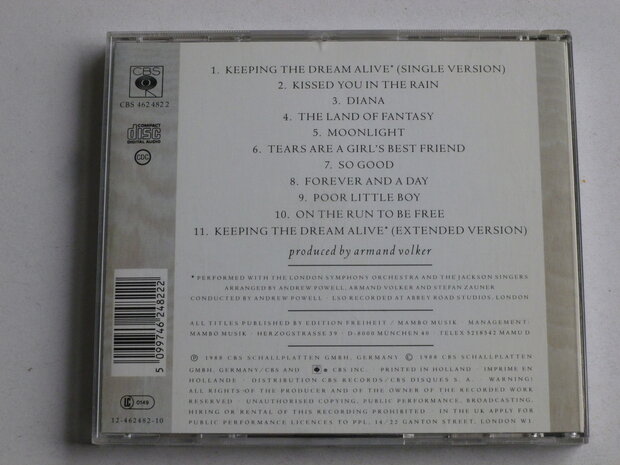 CBS
CBS 462 482 2
COMPACT
disc
DIGITAL AUDIO
CDC
1. KEEPING THE DREAM ALIVE* (SINGLE VERSION)
2. KISSED YOU IN THE RAIN
3. DIANA
4. THE LAND OF FANTASY
5. MOONLIGHT
6. TEARS ARE A GIRL'S BEST FRIEND
7. SO GOOD
8. FOREVER AND A DAY
9. POOR LITTLE BOY
10. ON THE RUN TO BE FREE
11. KEEPING THE DREAM ALIVE* (EXTENDED VERSION)
produced by armand volker
* PERFORMED WITH THE LONDON SYMPHONY ORCHESTRA AND THE JACKSON SINGERS
ARRANGED BY ANDREW POWELL, ARMAND VOLKER AND STEFAN ZAUNER
CONDUCTED BY ANDREW POWELL · LSO RECORDED AT ABBEY ROAD STUDIOS, LONDON
ALL TITLES PUBLISHED BY EDITION FREIHEIT / MAMBO MUSIK · MANAGEMENT:
MAMBO MUSIK · HERZOGSTRASSE 39 · D-8000 MÜNCHEN 40 · TELEX 5218342 MAMU D
℗ 1988 CBS SCHALLPLATTEN GMBH, GERMANY © 1988 CBS SCHALLPLATTEN
GMBH, GERMANY/CBS AND CBS INC. · PRINTED IN HOLLAND · IMPRIME EN
HOLLANDE · DISTRIBUTION CBS RECORDS/CBS DISQUES S.A. · WARNING:
ALL RIGHTS OF THE PRODUCER AND OF THE OWNER OF THE RECORDED WORK
RESERVED · UNAUTHORISED COPYING, PUBLIC PERFORMANCE, BROADCASTING,
HIRING OR RENTAL OF THIS RECORDING PROHIBITED · IN THE UK APPLY FOR
PUBLIC PERFORMANCE LICENCES TO PPL, 14/22 GANTON STREET, LONDON W1.
5 099746 248222
LC 0149
12-462482-10